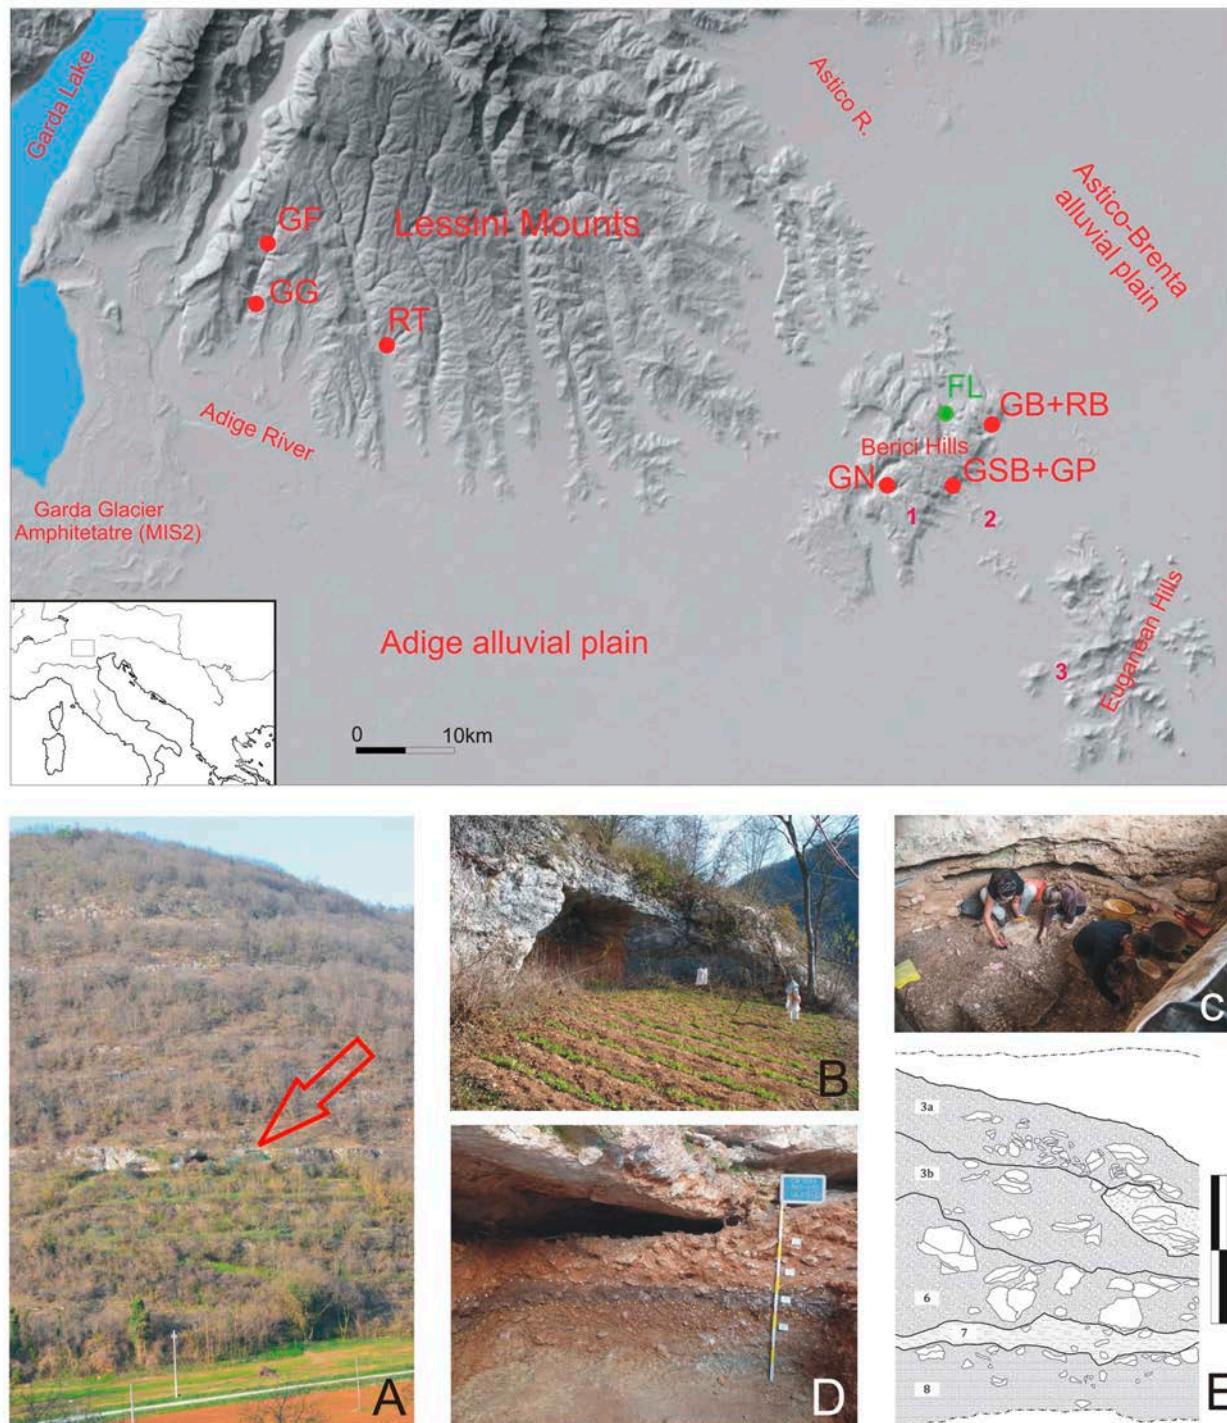 Garda Lake
Astico R.
Astico-Brenta
alluvial plain
GF
Lessini Mounts
GG
RT
FL
GB+RB
Adige River
Berici Hills
GN
GSB+GP
1
2
Garda Glacier
Amphitetatre (MIS2)
Euganean Hills
3
Adige alluvial plain
0
10km
A
B
C
D
3a
3b
6
7
8
E